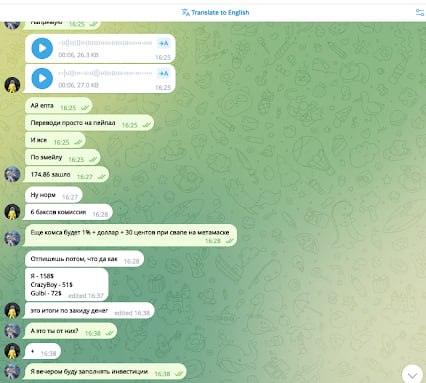 Translate to English
Напрямую 16:25
00:06, 26,3 KB
→A
16:25
00:06, 27,0 KB
→A
16:25
Ай епта 16:25
Переводи просто на пейпал 16:25
И все 16:25
По эмейлу 16:25
174,86 зашло 16:27
Ну норм 16:27
6 баксов комиссия 16:28
Еще комса будет 1% + доллар + 30 центов при свапе на метамаске
16:28
Отпишешь потом, что да как 16:28
Я - 158$
CrazyBoy - 51$
Gulbi - 72$ edited 16:37
это итоги по закиду денег edited 16:38
А это ты от них? 16:38
+ 16:38
Я вечером буду заполнять инвестиции 16:38